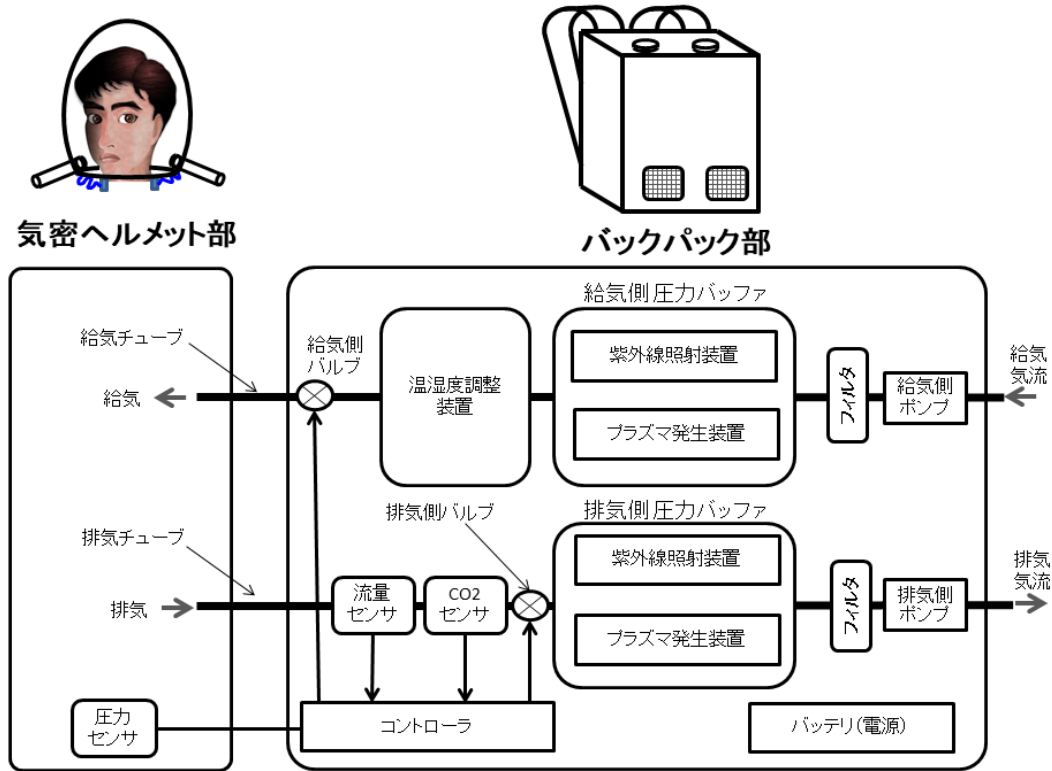 気密ヘルメット部
バックパック部
給気側圧力バッファ
給気チューブ
給気側
バルブ
給気
温湿度調整
装置
紫外線照射装置
プラズマ発生装置
フィルタ
給気側
ポンプ
給気
気流
排気側圧力バッファ
排気側バルブ
排気チューブ
排気
流量
センサ
CO2
センサ
紫外線照射装置
プラズマ発生装置
フィルタ
排気側
ポンプ
排気
気流
圧力
センサ
コントローラ
バッテリ(電源)